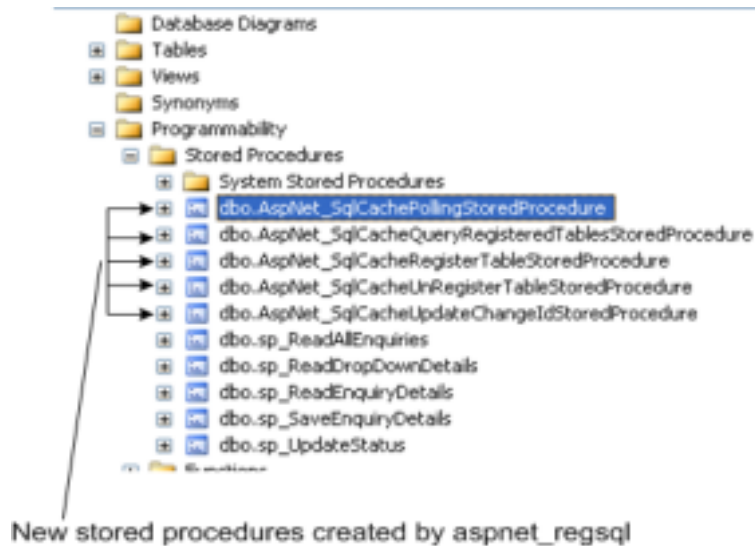 Database Diagrams
Tables
Views
Synonyms
Programmability
Stored Procedures
System Stored Procedures
dbo.AspNet_SqlCachePollingStoredProcedure
dbo.AspNet_SqlCacheQueryRegisteredTablesStoredProcedure
dbo.AspNet_SqlCacheRegisterTableStoredProcedure
dbo.AspNet_SqlCacheUnRegisterTableStoredProcedure
dbo.AspNet_SqlCacheUpdateChangeIdStoredProcedure
dbo.sp_ReadAllEnquiries
dbo.sp_ReadDropDownDetails
dbo.sp_ReadEnquiryDetails
dbo.sp_SaveEnquiryDetails
dbo.sp_UpdateStatus
Functions
New stored procedures created by aspnet_regsql